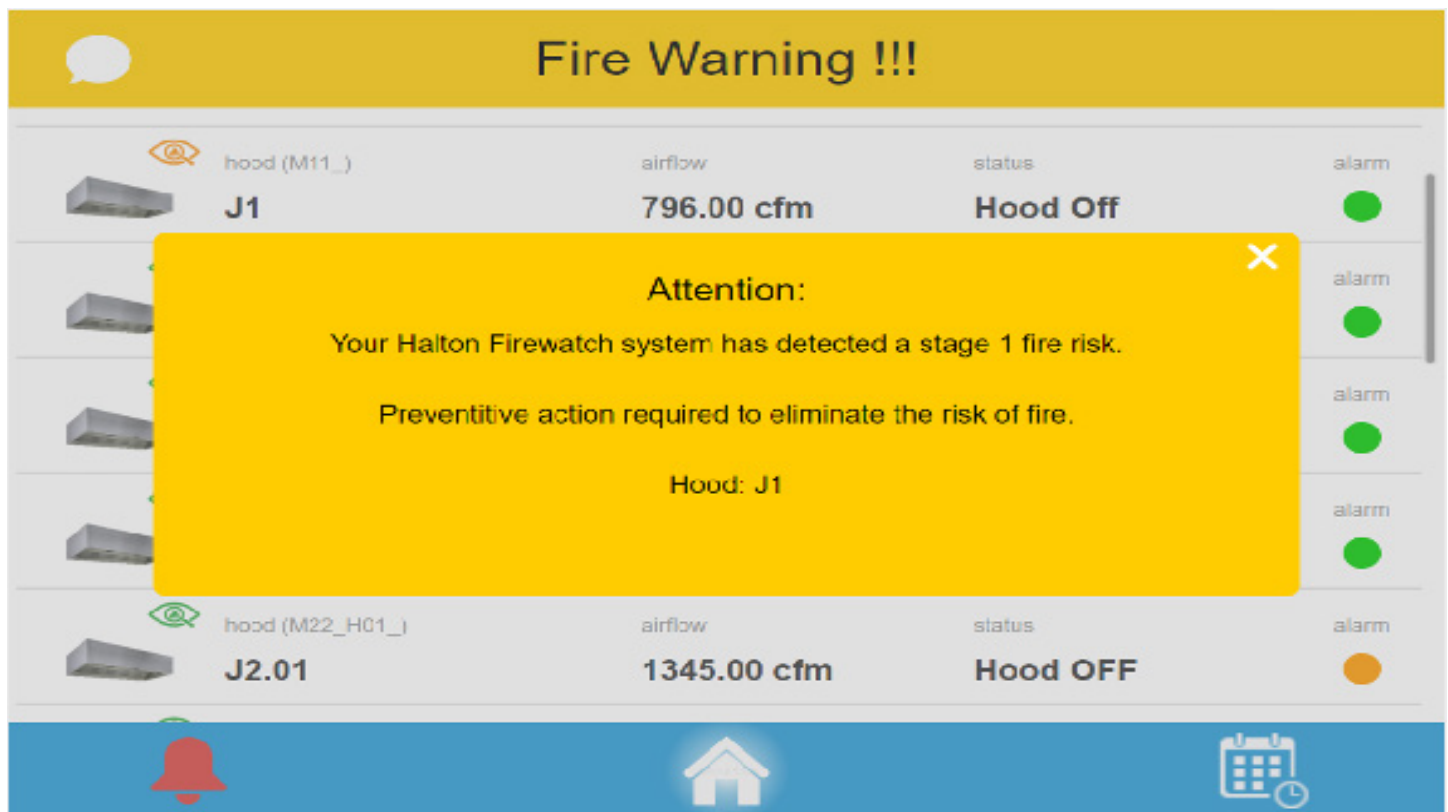 Fire Warning !!!
hood (M11_)
airflow
status
alarm
J1
796.00 cfm
Hood Off
Attention:
alarm
Your Halton Firewatch system has detected a stage 1 fire risk.
Preventitive action required to eliminate the risk of fire.
alarm
Hood: J1
alarm
hood (M22_H01_)
airflow
status
alarm
J2.01
1345.00 cfm
Hood OFF